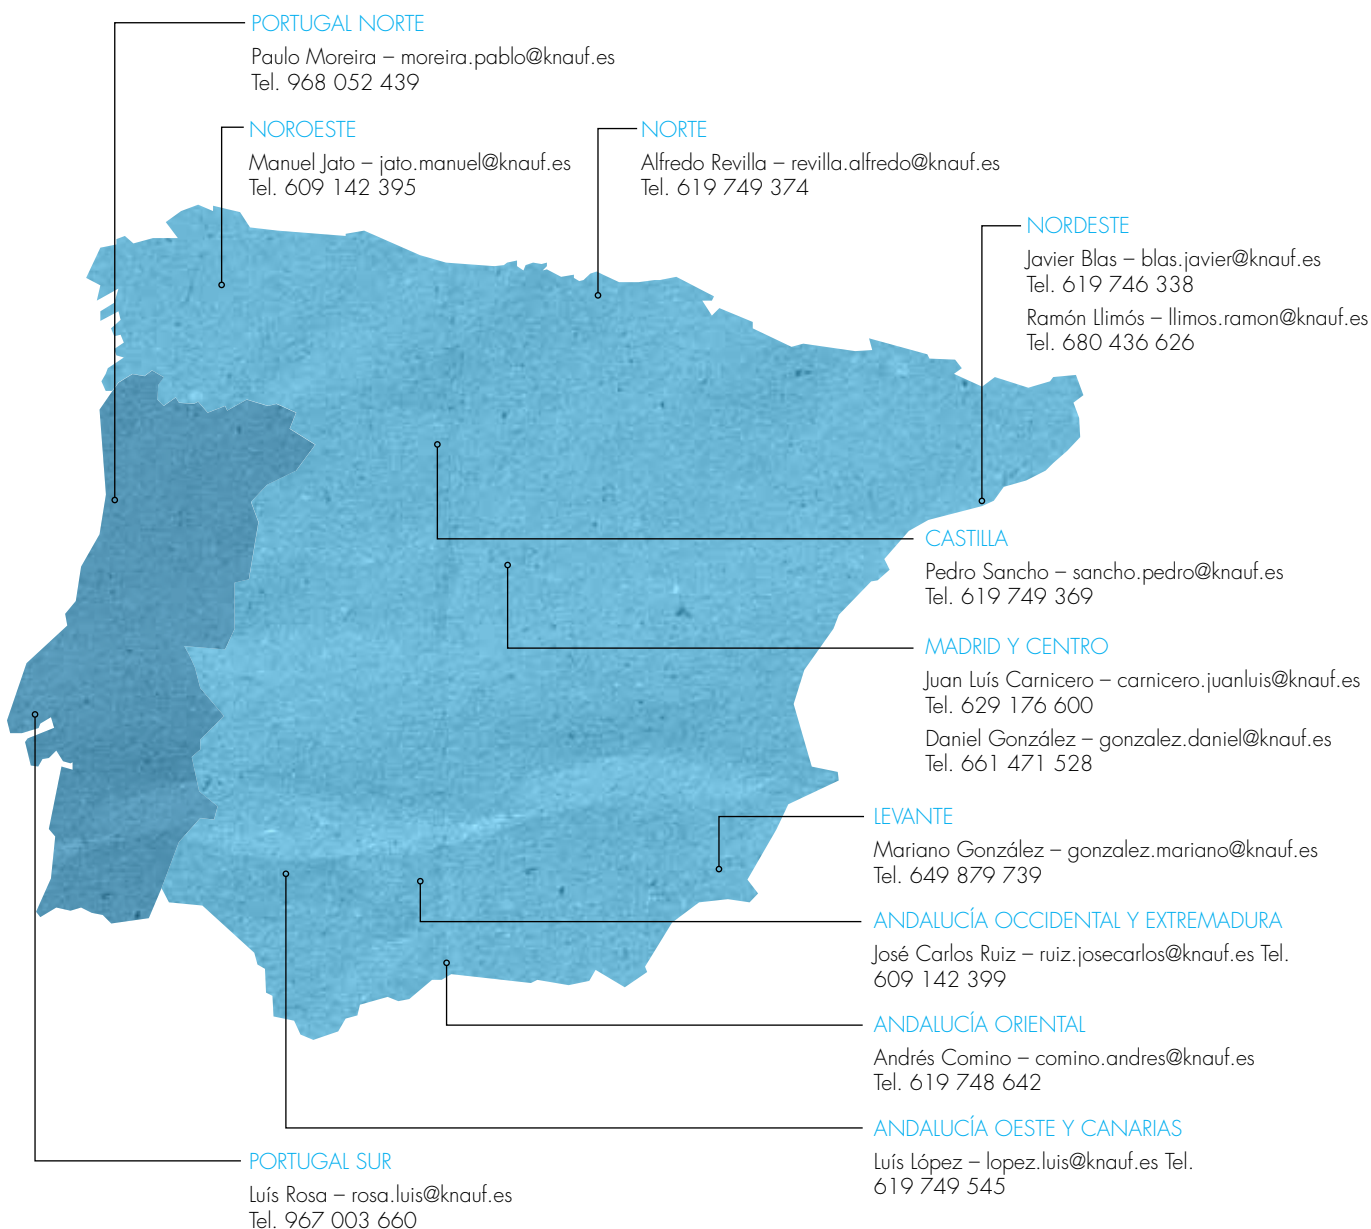 PORTUGAL NORTE
Paulo Moreira – moreira.pablo@knauf.es
Tel. 968 052 439
NOROESTE
Manuel Jato – jato.manuel@knauf.es
Tel. 609 142 395
NORTE
Alfredo Revilla – revilla.alfredo@knauf.es
Tel. 619 749 374
NORDESTE
Javier Blas – blas.javier@knauf.es
Tel. 619 746 338
Ramón Llimós – llimos.ramon@knauf.es
Tel. 680 436 626
CASTILLA
Pedro Sancho – sancho.pedro@knauf.es
Tel. 619 749 369
MADRID Y CENTRO
Juan Luís Carnicero – carnicero.juanluis@knauf.es
Tel. 629 176 600
Daniel González – gonzalez.daniel@knauf.es
Tel. 661 471 528
LEVANTE
Mariano González – gonzalez.mariano@knauf.es
Tel. 649 879 739
ANDALUCÍA OCCIDENTAL Y EXTREMADURA
José Carlos Ruiz – ruiz.josecarlos@knauf.es Tel.
609 142 399
ANDALUCÍA ORIENTAL
Andrés Comino – comino.andres@knauf.es
Tel. 619 748 642
ANDALUCÍA OESTE Y CANARIAS
Luís López – lopez.luis@knauf.es Tel.
619 749 545
PORTUGAL SUR
Luís Rosa – rosa.luis@knauf.es
Tel. 967 003 660